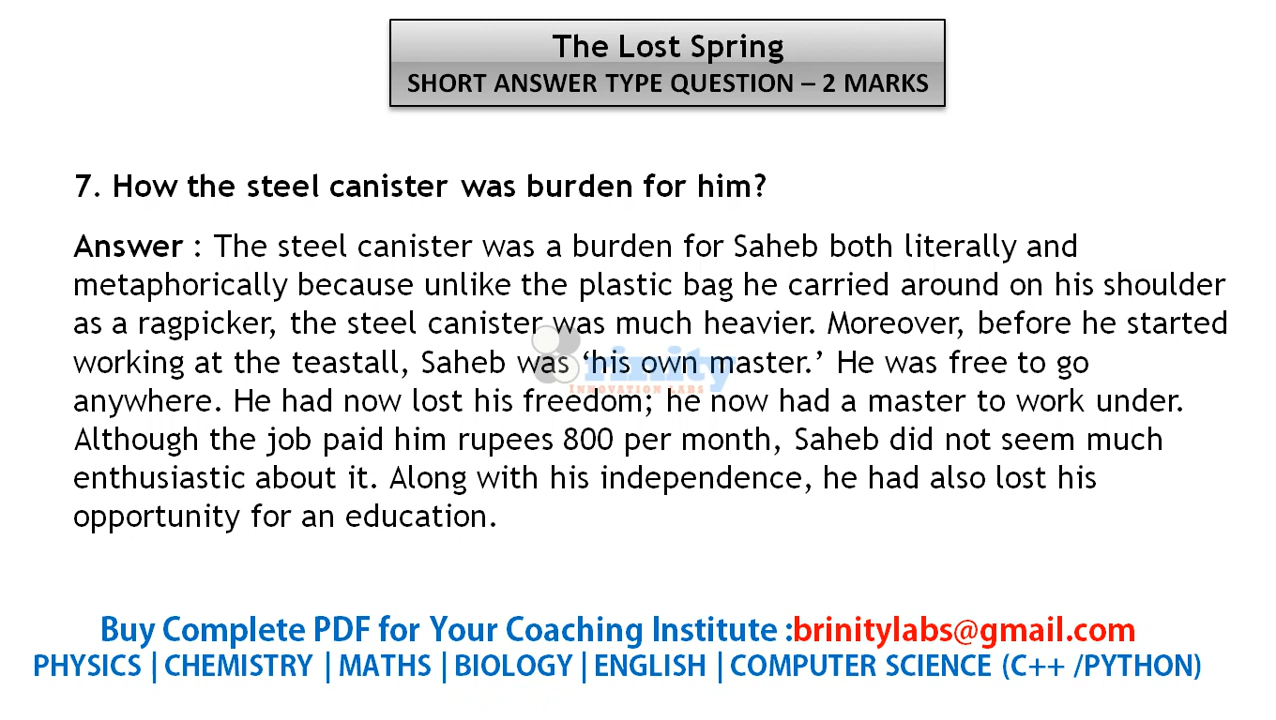 The Lost Spring
SHORT ANSWER TYPE QUESTION – 2 MARKS
7. How the steel canister was burden for him?
Answer : The steel canister was a burden for Saheb both literally and
metaphorically because unlike the plastic bag he carried around on his shoulder
as a ragpicker, the steel canister was much heavier. Moreover, before he started
working at the teastall, Saheb was ‘his own master.’ He was free to go
anywhere. He had now lost his freedom; he now had a master to work under.
Although the job paid him rupees 800 per month, Saheb did not seem much
enthusiastic about it. Along with his independence, he had also lost his
opportunity for an education.
rinity
INNOVATION LABS
Buy Complete PDF for Your Coaching Institute :brinitylabs@gmail.com
PHYSICS | CHEMISTRY | MATHS | BIOLOGY | ENGLISH | COMPUTER SCIENCE (C++ /PYTHON)